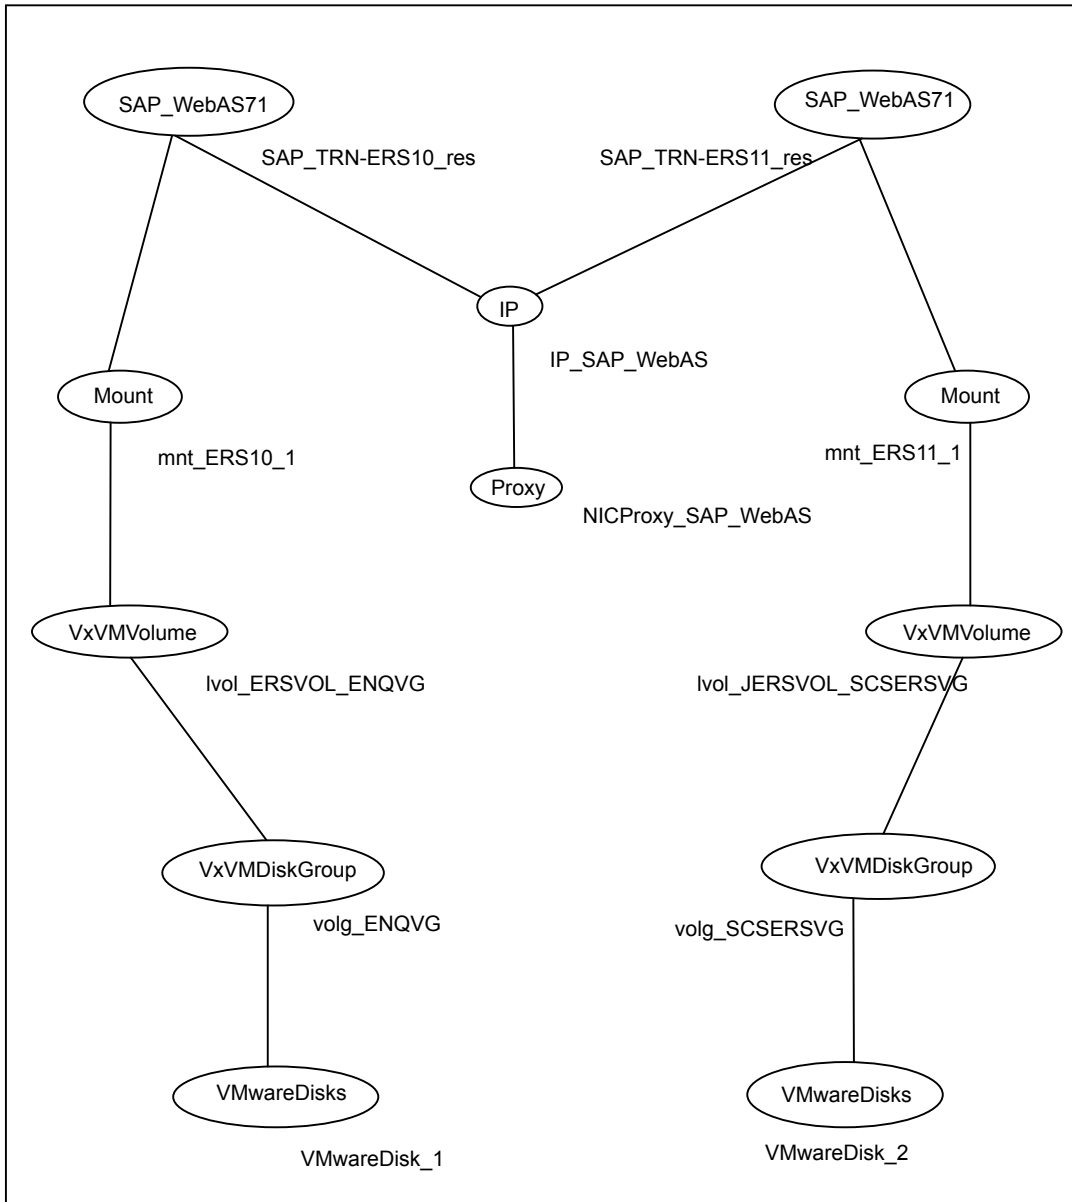 SAP_WebAS71
SAP_WebAS71
SAP_TRN-ERS10_res
SAP_TRN-ERS11_res
IP
IP_SAP_WebAS
Mount
Mount
mnt_ERS10_1
mnt_ERS11_1
Proxy
NICProxy_SAP_WebAS
VxVMVolume
VxVMVolume
lvol_ERSVOL_ENQVG
lvol_JERSVOL_SCSERSVG
VxVMDiskGroup
VxVMDiskGroup
volg_ENQVG
volg_SCSERSVG
VMwareDisks
VMwareDisks
VMwareDisk_1
VMwareDisk_2